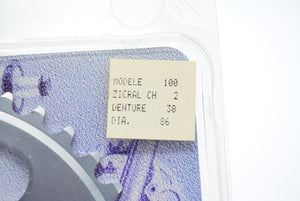 MODELE 100
ZICRAL CH 2
DENTURE 38
DIA. 86